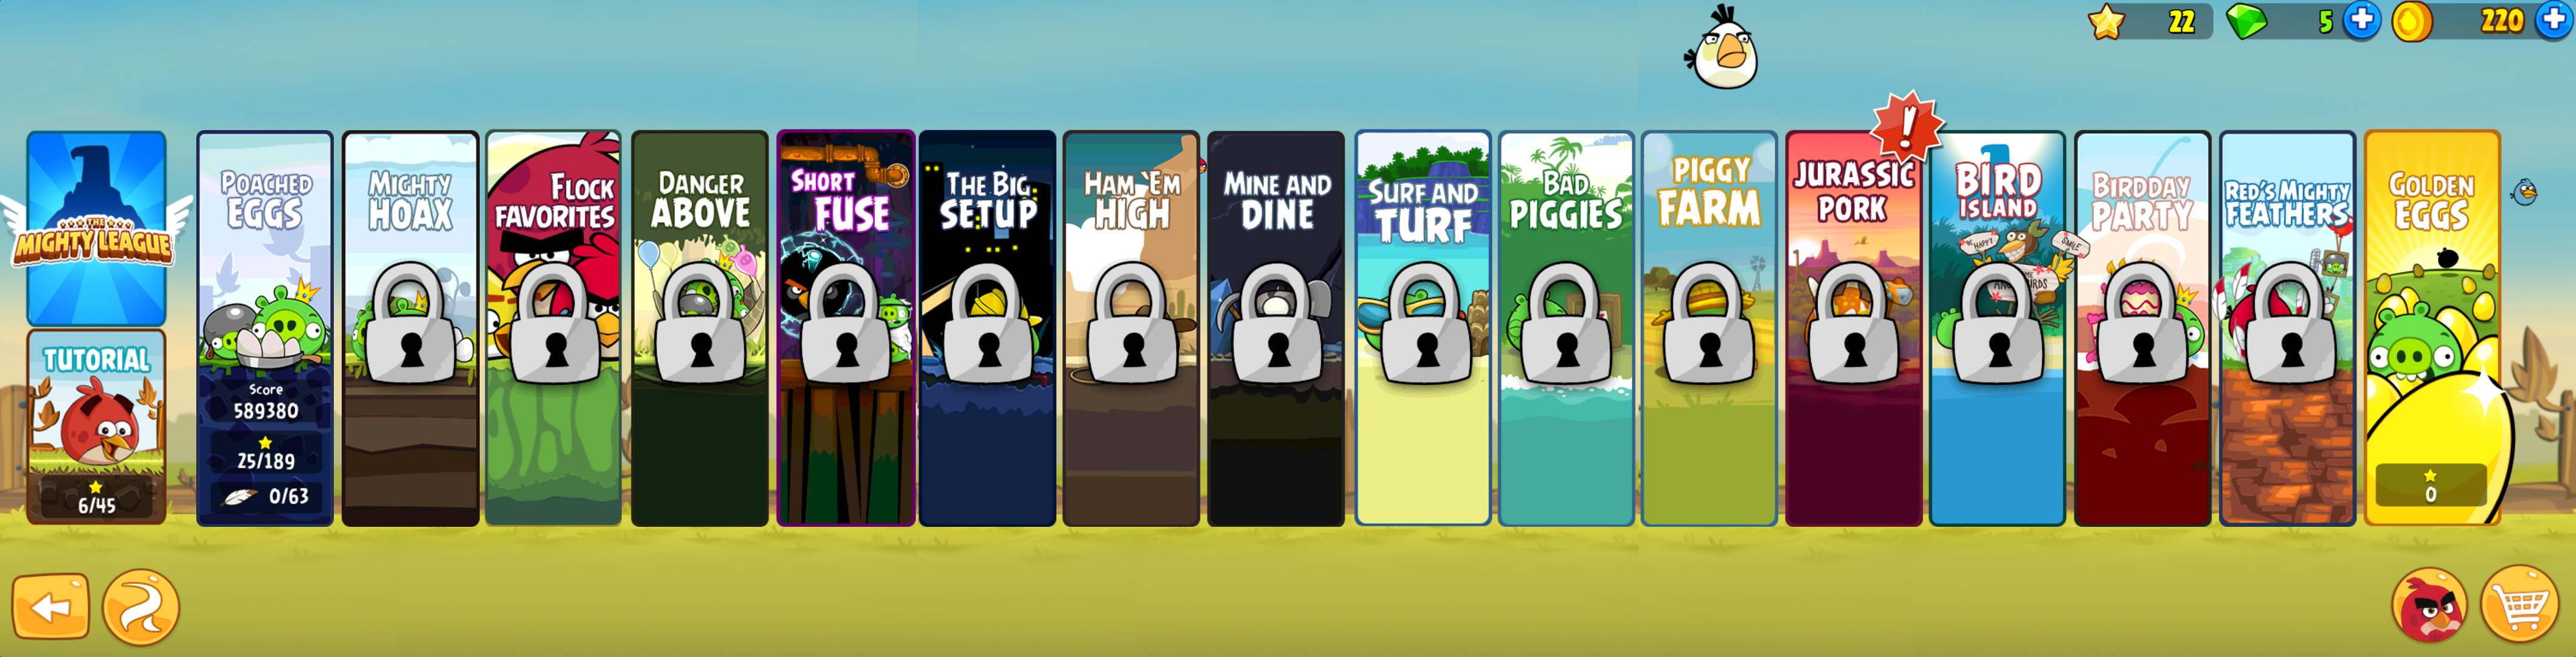 22
5
220
THE
MIGHTY LEAGUE
TUTORIAL
6/45
POACHED
EGGS
Score
589380
25/189
0/63
MIGHTY
HOAX
FLOCK
FAVORITES
DANGER
ABOVE
SHORT
FUSE
THE BIG
SETUP
HAM 'EM
HIGH
MINE AND
DINE
SURF AND
TURF
BAD
PIGGIES
PIGGY
FARM
!
JURASSIC
PORK
BIRD
ISLAND
HAPPY
SMILE
BIRDDAY
PARTY
RED'S MIGHTY
FEATHERS
GOLDEN
EGGS
0